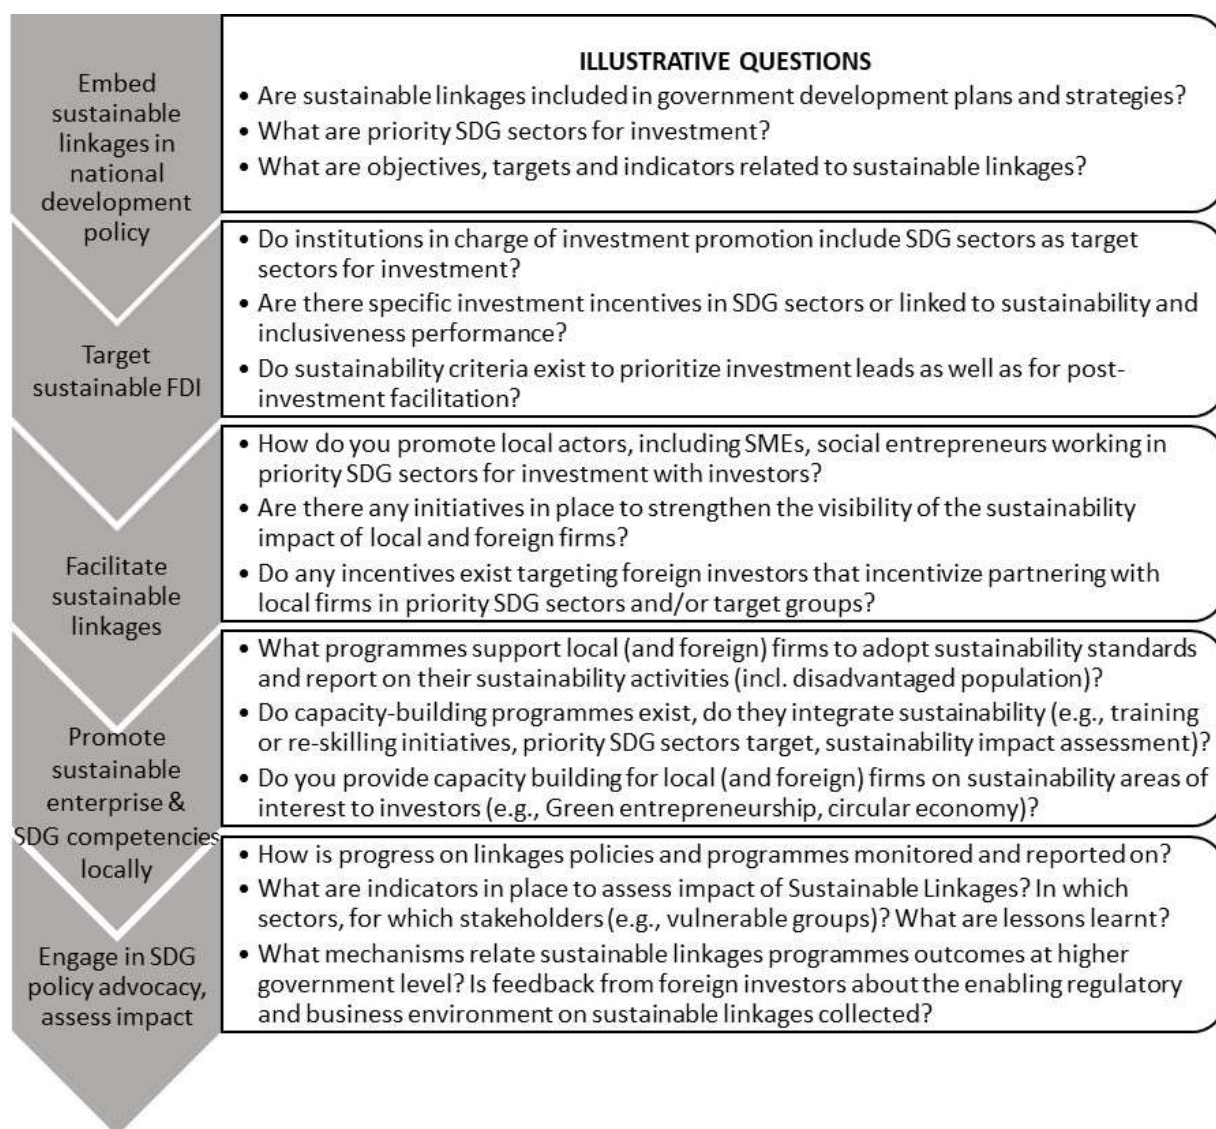 Embed
sustainable
linkages in
national
development
policy
ILLUSTRATIVE QUESTIONS
• Are sustainable linkages included in government development plans and strategies?
• What are priority SDG sectors for investment?
• What are objectives, targets and indicators related to sustainable linkages?
Target
sustainable FDI
• Do institutions in charge of investment promotion include SDG sectors as target
sectors for investment?
• Are there specific investment incentives in SDG sectors or linked to sustainability and
inclusiveness performance?
• Do sustainability criteria exist to prioritize investment leads as well as for post-
investment facilitation?
Facilitate
sustainable
linkages
• How do you promote local actors, including SMEs, social entrepreneurs working in
priority SDG sectors for investment with investors?
• Are there any initiatives in place to strengthen the visibility of the sustainability
impact of local and foreign firms?
• Do any incentives exist targeting foreign investors that incentivize partnering with
local firms in priority SDG sectors and/or target groups?
Promote
sustainable
enterprise &
SDG competencies
locally
• What programmes support local (and foreign) firms to adopt sustainability standards
and report on their sustainability activities (incl. disadvantaged population)?
• Do capacity-building programmes exist, do they integrate sustainability (e.g., training
or re-skilling initiatives, priority SDG sectors target, sustainability impact assessment)?
• Do you provide capacity building for local (and foreign) firms on sustainability areas of
interest to investors (e.g., Green entrepreneurship, circular economy)?
Engage in SDG
policy advocacy,
assess impact
• How is progress on linkages policies and programmes monitored and reported on?
• What are indicators in place to assess impact of Sustainable Linkages? In which
sectors, for which stakeholders (e.g., vulnerable groups)? What are lessons learnt?
• What mechanisms relate sustainable linkages programmes outcomes at higher
government level? Is feedback from foreign investors about the enabling regulatory
and business environment on sustainable linkages collected?